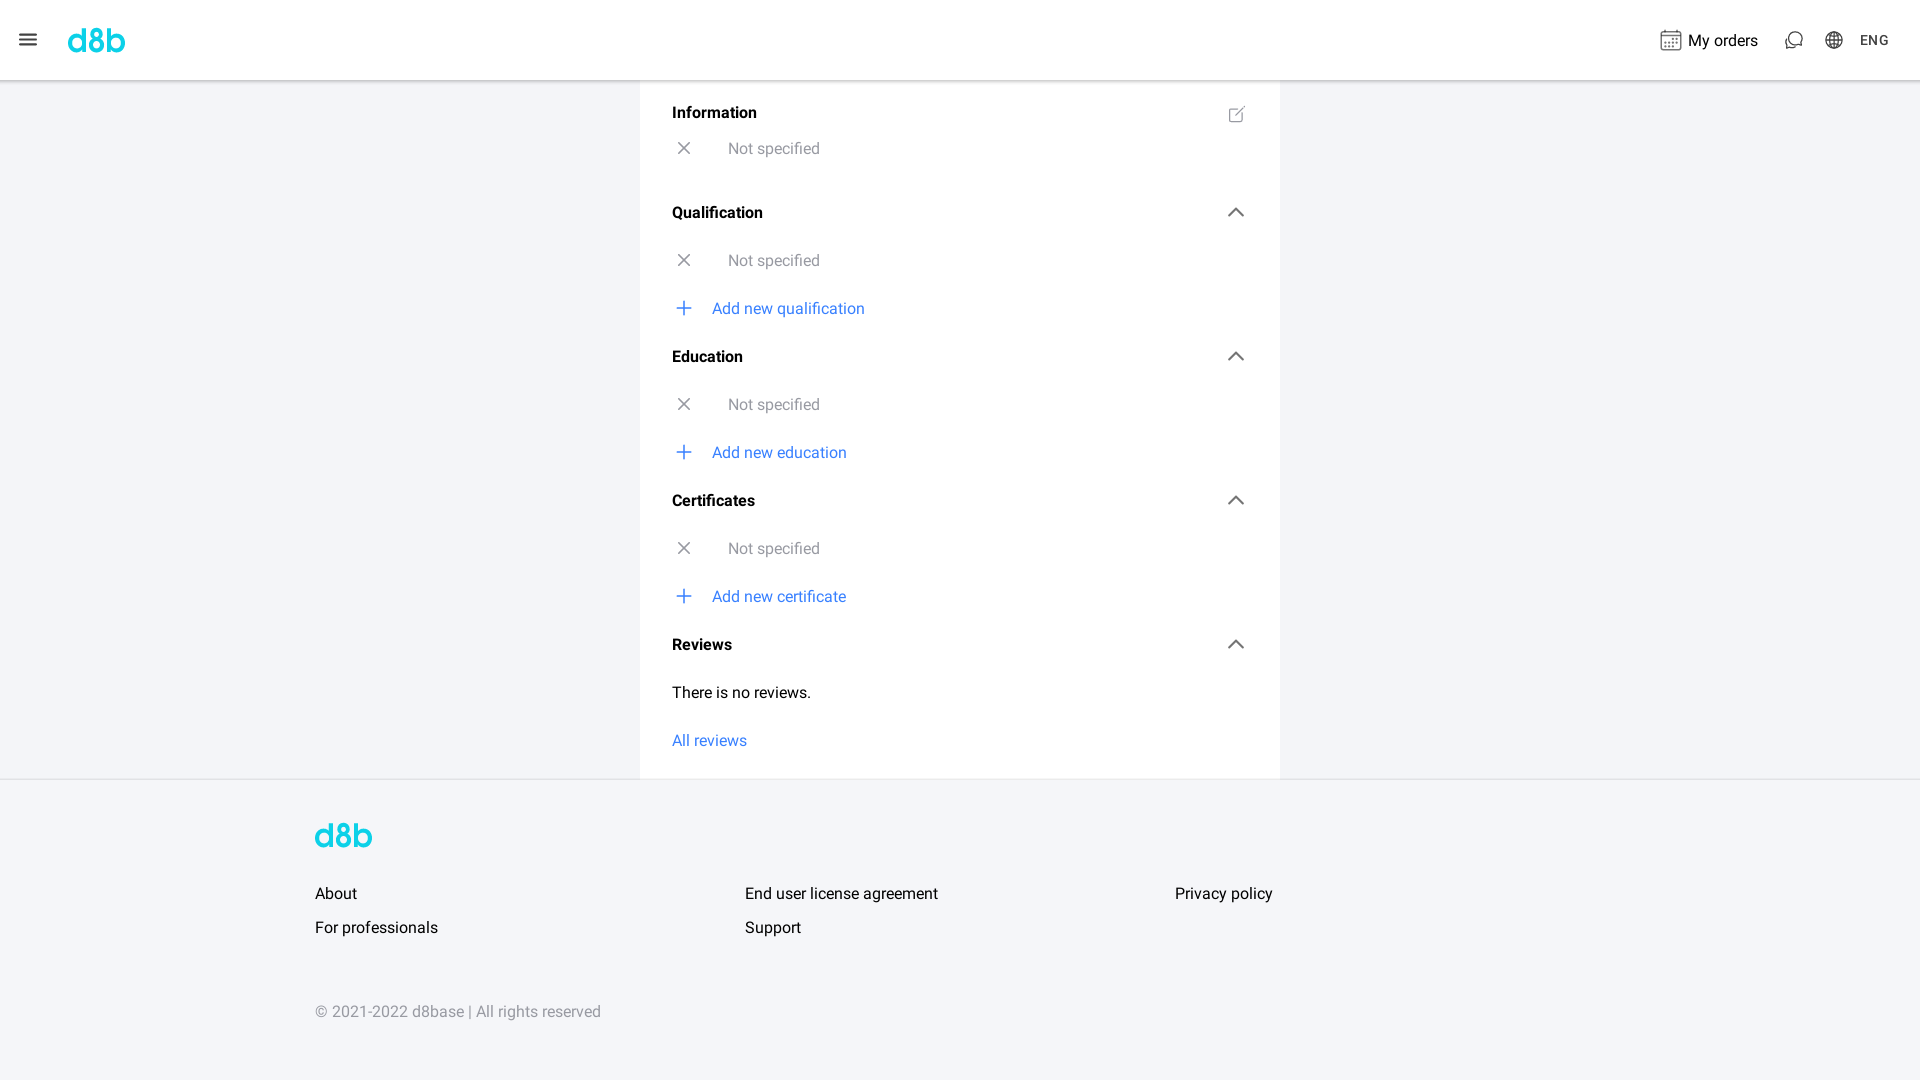 d8b
My orders
ENG
Information
Not specified
Qualification
Not specified
Add new qualification
Education
Not specified
Add new education
Certificates
Not specified
Add new certificate
Reviews
There is no reviews.
All reviews
d8b
About
End user license agreement
Privacy policy
For professionals
Support
© 2021-2022 d8base | All rights reserved